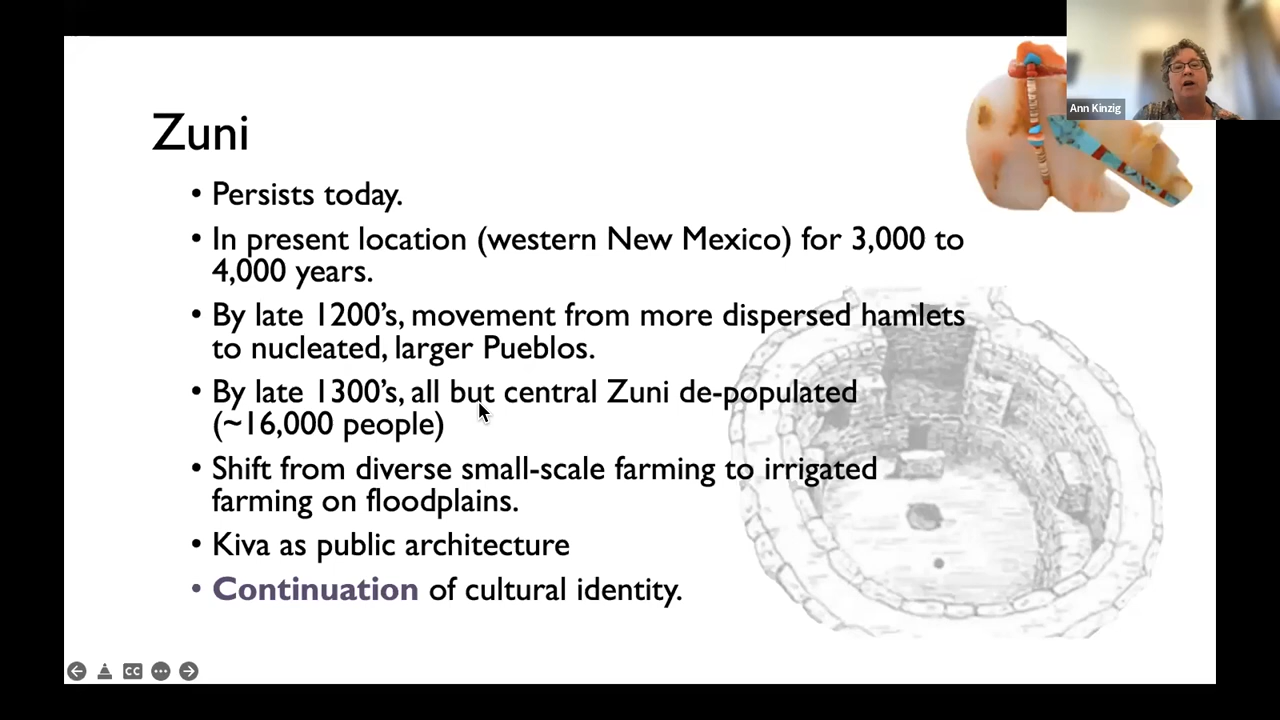 Ann Kinzig
Zuni
• Persists today.
• In present location (western New Mexico) for 3,000 to
4,000 years.
• By late 1200's, movement from more dispersed hamlets
to nucleated, larger Pueblos.
• By late 1300's, all but central Zuni de-populated
(~16,000 people)
• Shift from diverse small-scale farming to irrigated
farming on floodplains.
• Kiva as public architecture
• Continuation of cultural identity.
CC